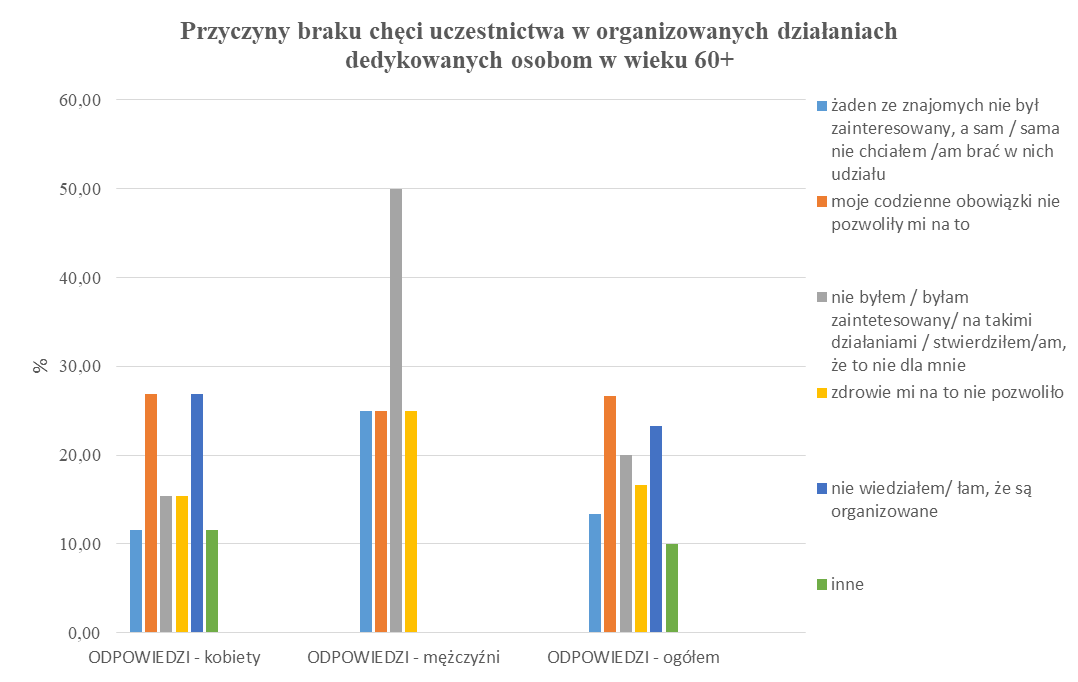 Przyczyny braku chęci uczestnictwa w organizowanych działaniach
dedykowanych osobom w wieku 60+
60,00
50,00
40,00
30,00
20,00
10,00
0,00
%
ODPOWIEDZI - kobiety
ODPOWIEDZI - mężczyźni
ODPOWIEDZI - ogółem
żaden ze znajomych nie był
zainteresowany, a sam / sama
nie chciałem /am brać w nich
udziału
moje codzienne obowiązki nie
pozwoliły mi na to
nie byłem / byłam
zaintetesowany/ na takimi
działaniami / stwierdziłem/am,
że to nie dla mnie
zdrowie mi na to nie pozwoliło
nie wiedziałem/ łam, że są
organizowane
inne